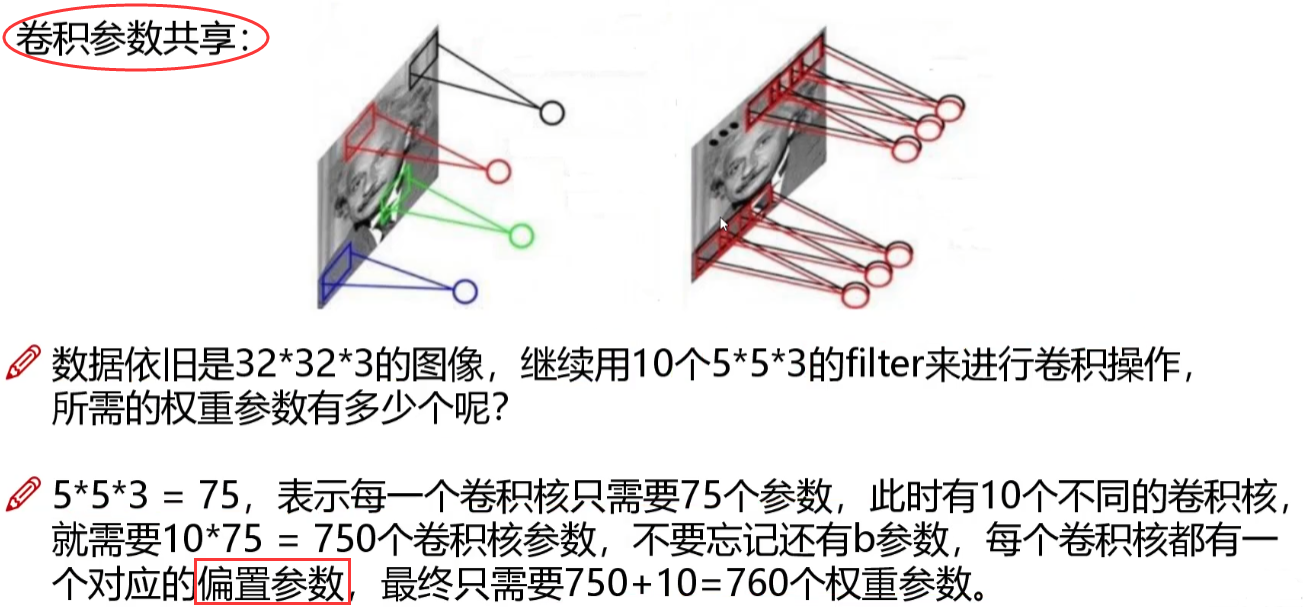 卷积参数共享：
数据依旧是32*32*3的图像，继续用10个5*5*3的filter来进行卷积操作，
所需的权重参数有多少个呢？
5*5*3 = 75，表示每一个卷积核只需要75个参数，此时有10个不同的卷积核，
就需要10*75 = 750个卷积核参数，不要忘记还有b参数，每个卷积核都有一
个对应的偏置参数，最终只需要750+10=760个权重参数。